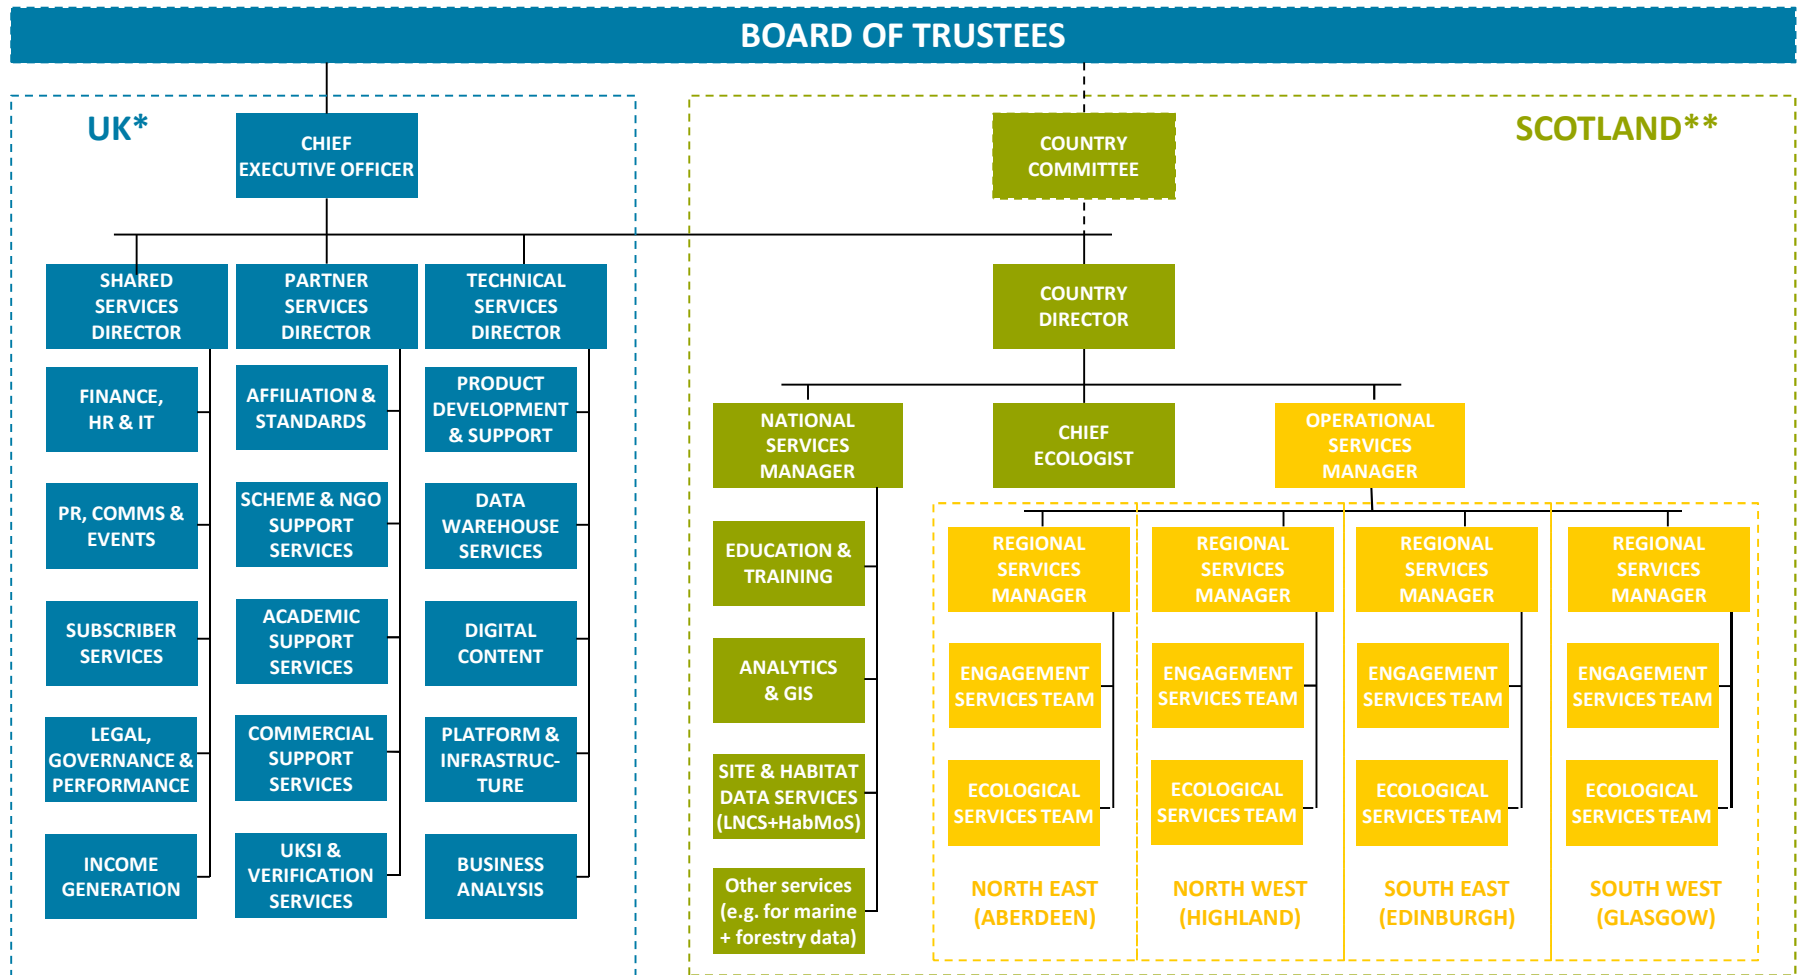 BOARD OF TRUSTEES
UK*
CHIEF
EXECUTIVE OFFICER
COUNTRY
COMMITTEE
SCOTLAND**
SHARED
SERVICES
DIRECTOR
PARTNER
SERVICES
DIRECTOR
TECHNICAL
SERVICES
DIRECTOR
COUNTRY
DIRECTOR
FINANCE,
HR & IT
AFFILIATION &
STANDARDS
PRODUCT
DEVELOPMENT
& SUPPORT
NATIONAL
SERVICES
MANAGER
CHIEF
ECOLOGIST
OPERATIONAL
SERVICES
MANAGER
PR, COMMS &
EVENTS
SCHEME & NGO
SUPPORT
SERVICES
DATA
WAREHOUSE
SERVICES
EDUCATION &
TRAINING
REGIONAL
SERVICES
MANAGER
REGIONAL
SERVICES
MANAGER
REGIONAL
SERVICES
MANAGER
REGIONAL
SERVICES
MANAGER
SUBSCRIBER
SERVICES
ACADEMIC
SUPPORT
SERVICES
DIGITAL
CONTENT
ANALYTICS
& GIS
ENGAGEMENT
SERVICES TEAM
ENGAGEMENT
SERVICES TEAM
ENGAGEMENT
SERVICES TEAM
ENGAGEMENT
SERVICES TEAM
LEGAL,
GOVERNANCE &
PERFORMANCE
COMMERCIAL
SUPPORT
SERVICES
PLATFORM &
INFRASTRUC-
TURE
SITE & HABITAT
DATA SERVICES
(LNCS+HabMoS)
ECOLOGICAL
SERVICES TEAM
ECOLOGICAL
SERVICES TEAM
ECOLOGICAL
SERVICES TEAM
ECOLOGICAL
SERVICES TEAM
INCOME
GENERATION
UKSI &
VERIFICATION
SERVICES
BUSINESS
ANALYSIS
Other services
(e.g. for marine
+ forestry data)
NORTH EAST
(ABERDEEN)
NORTH WEST
(HIGHLAND)
SOUTH EAST
(EDINBURGH)
SOUTH WEST
(GLASGOW)